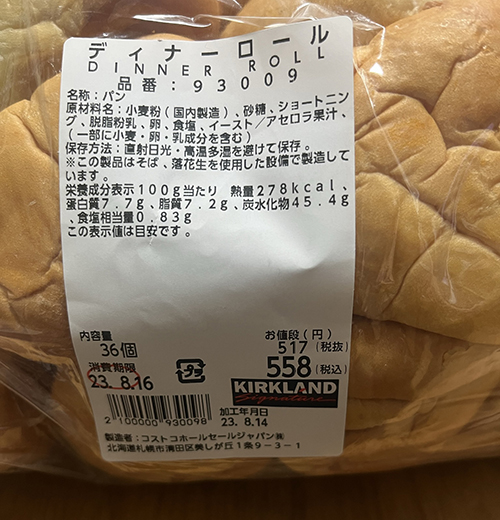 ディナーロール
DINNER ROLL
品番:93009
名称:パン
原材料名:小麦粉(国内製造)、砂糖、ショートニン
グ、脱脂粉乳、卵、食塩、イースト/アセロラ果汁、
(一部に小麦・卵・乳成分を含む)
保存方法:直射日光・高温多湿を避けて保存。
※この製品はそば、落花生を使用した設備で製造して
います。
栄養成分表示100g当たり 熱量278kcal、
蛋白質7.7g、脂質7.2g、炭水化物45.4g
、食塩相当量0.83g
この表示値は目安です。
内容量
36個
お値段(円)
517(税抜)
558(税込)
消費期限
23.8.16
KIRKLAND
Signature
加工年月日
23.8.14
2100000930098
製造者:コストコホールセールジャパン㈱
北海道札幌市清田区美しが丘1条9-3-1